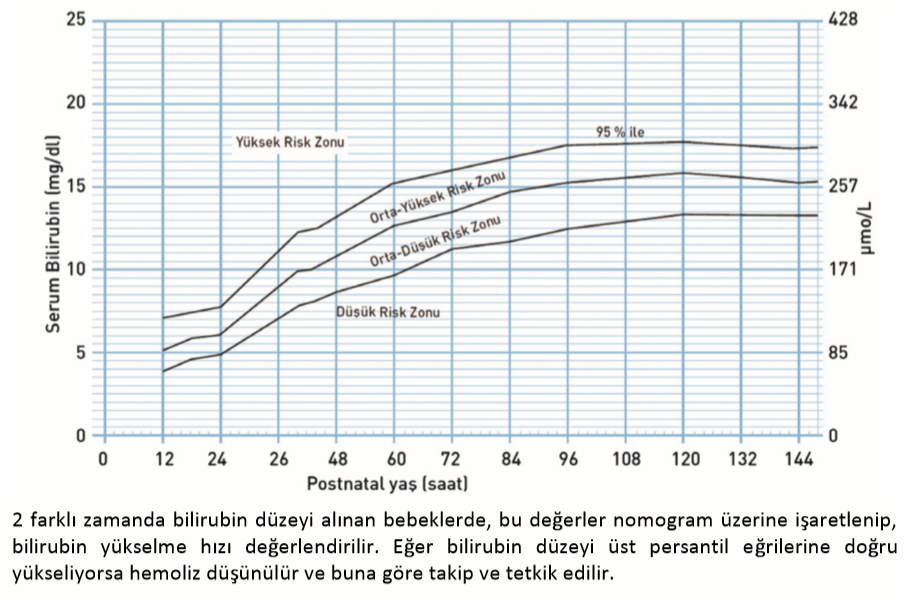 25
20
15
10
5
0
428
342
257
171
85
0
Serum Bilirubin (mg/dl)
µmo/L
Yüksek Risk Zonu
95 % ile
Orta-Yüksek Risk Zonu
Orta-Düşük Risk Zonu
Düşük Risk Zonu
0 12 24 26 48 60 72 84 96 108 120 132 144
Postnatal yaş (saat)
2 farklı zamanda bilirubin düzeyi alınan bebeklerde, bu değerler nomogram üzerine işaretlenip,
bilirubin yükselme hızı değerlendirilir. Eğer bilirubin düzeyi üst persantil eğrilerine doğru
yükseliyorsa hemoliz düşünülür ve buna göre takip ve tetkik edilir.